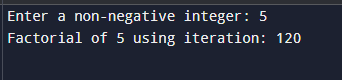 Enter a non-negative integer: 5
Factorial of 5 using iteration: 120